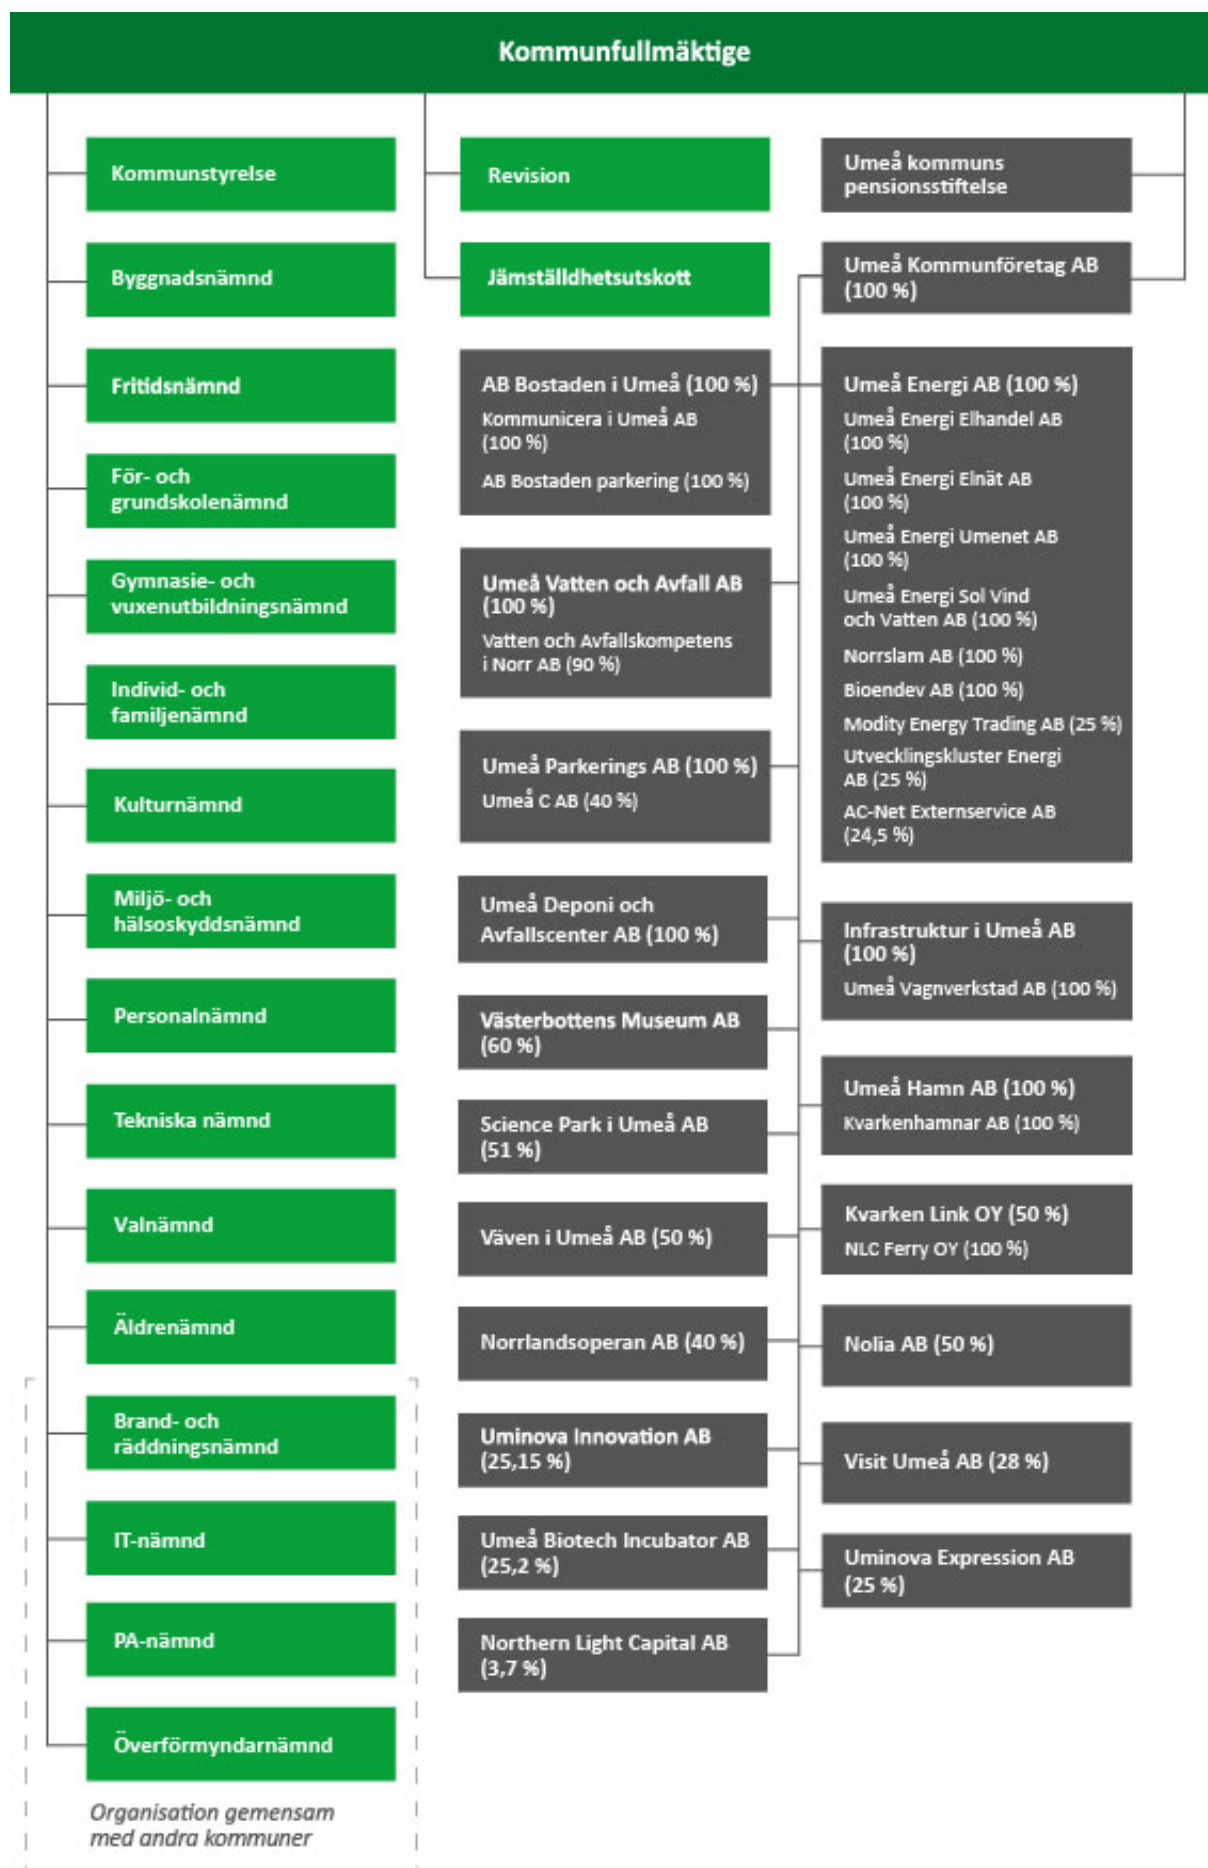 Kommunfullmäktige
Kommunstyrelse
Byggnadsnämnd
Fritidsnämnd
För- och
grundskolenämnd
Gymnasie- och
vuxenutbildningsnämnd
Individ- och
familjenämnd
Kulturnämnd
Miljö- och
hälsoskyddsnämnd
Personalnämnd
Tekniska nämnd
Valnämnd
Äldrenämnd
Brand- och
räddningsnämnd
IT-nämnd
PA-nämnd
Överförmyndarnämnd
Organisation gemensam
med andra kommuner
Revision
Jämställdhetsutskott
AB Bostaden i Umeå (100 %)
Kommunicera i Umeå AB
(100 %)
AB Bostaden parkering (100 %)
Umeå Vatten och Avfall AB
(100 %)
Vatten och Avfallskompetens
i Norr AB (90 %)
Umeå Parkerings AB (100 %)
Umeå C AB (40 %)
Umeå Deponi och
Avfallscenter AB (100 %)
Västerbottens Museum AB
(60 %)
Science Park i Umeå AB
(51 %)
Väven i Umeå AB (50 %)
Norrlandsoperan AB (40 %)
Uminova Innovation AB
(25,15 %)
Umeå Biotech Incubator AB
(25,2 %)
Northern Light Capital AB
(3,7 %)
Umeå kommuns
pensionsstiftelse
Umeå Kommunföretag AB
(100 %)
Umeå Energi AB (100 %)
Umeå Energi Elhandel AB
(100 %)
Umeå Energi Elnät AB
(100 %)
Umeå Energi Umenet AB
(100 %)
Umeå Energi Sol Vind
och Vatten AB (100 %)
Norrslam AB (100 %)
Bioendev AB (100 %)
Modity Energy Trading AB (25 %)
Utvecklingskluster Energi
AB (25 %)
AC-Net Externservice AB
(24,5 %)
Infrastruktur i Umeå AB
(100 %)
Umeå Vagnverkstad AB (100 %)
Umeå Hamn AB (100 %)
Kvarkenhamnar AB (100 %)
Kvarken Link OY (50 %)
NLC Ferry OY (100 %)
Nolia AB (50 %)
Visit Umeå AB (28 %)
Uminova Expression AB
(25 %)